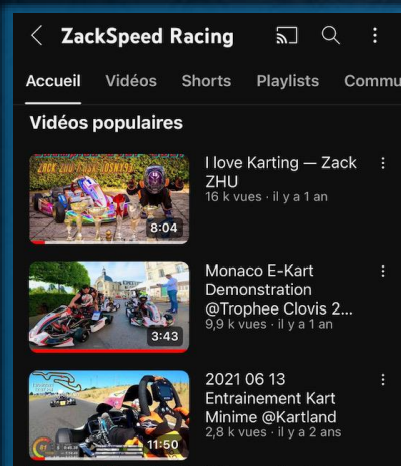 ZackSpeed Racing
Accueil Vidéos Shorts Playlists Commu
Vidéos populaires
I love Karting — Zack
ZHU
16 k vues · il y a 1 an
8:04
Monaco E-Kart
Demonstration
@Trophee Clovis 2...
9,9 k vues · il y a 1 an
3:43
2021 06 13
Entrainement Kart
Minime @Kartland
2,8 k vues · il y a 2 ans
11:50